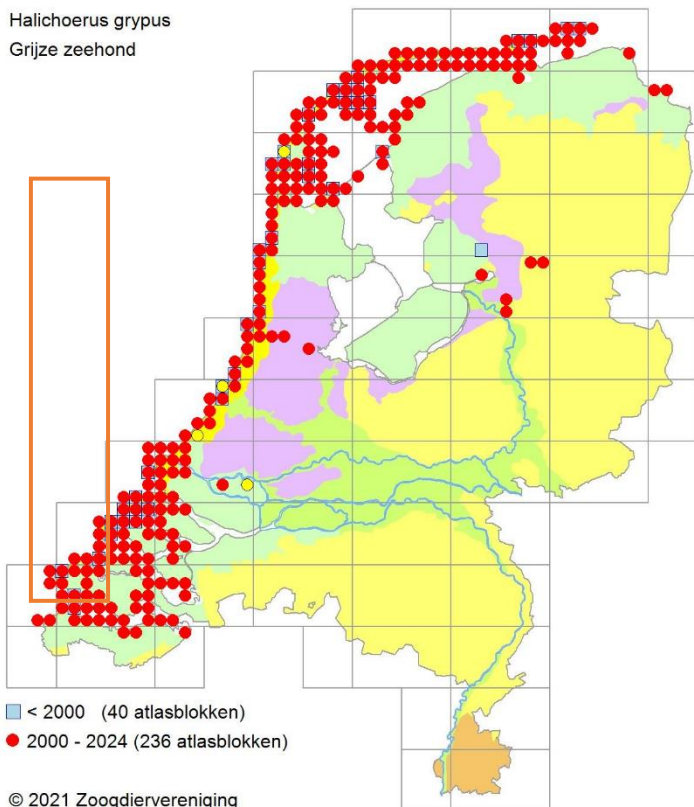 Halichoerus grypus
Grijze zeehond
< 2000 (40 atlasblokken)
2000 - 2024 (236 atlasblokken)
© 2021 Zoogdiervereniging